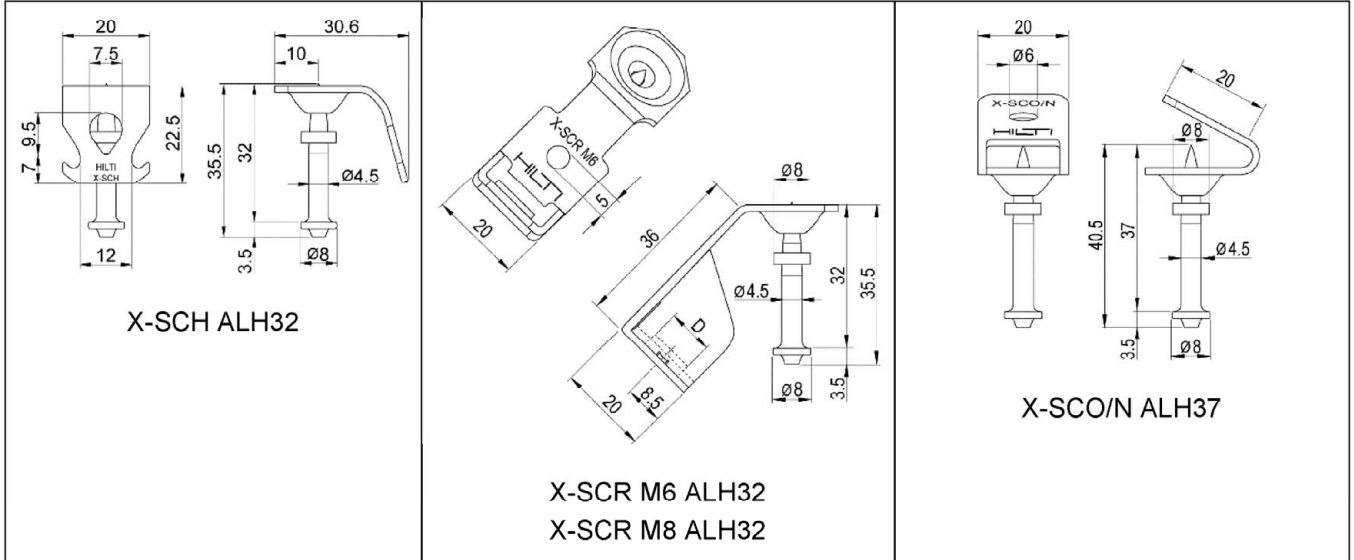 20
7.5
30.6
10
9.5
7
22.5
HILTI
X-SCH
12
35.5
32
Ø4.5
3.5
Ø8
X-SCH ALH32
X-SCR M6
HILTI
5
20
Ø8
36
Ø4.5
32
35.5
D
8.5
20
Ø8
3.5
X-SCR M6 ALH32
X-SCR M8 ALH32
20
Ø6
X-SCO/N
HILTI
20
Ø8
40.5
37
Ø4.5
3.5
Ø8
X-SCO/N ALH37